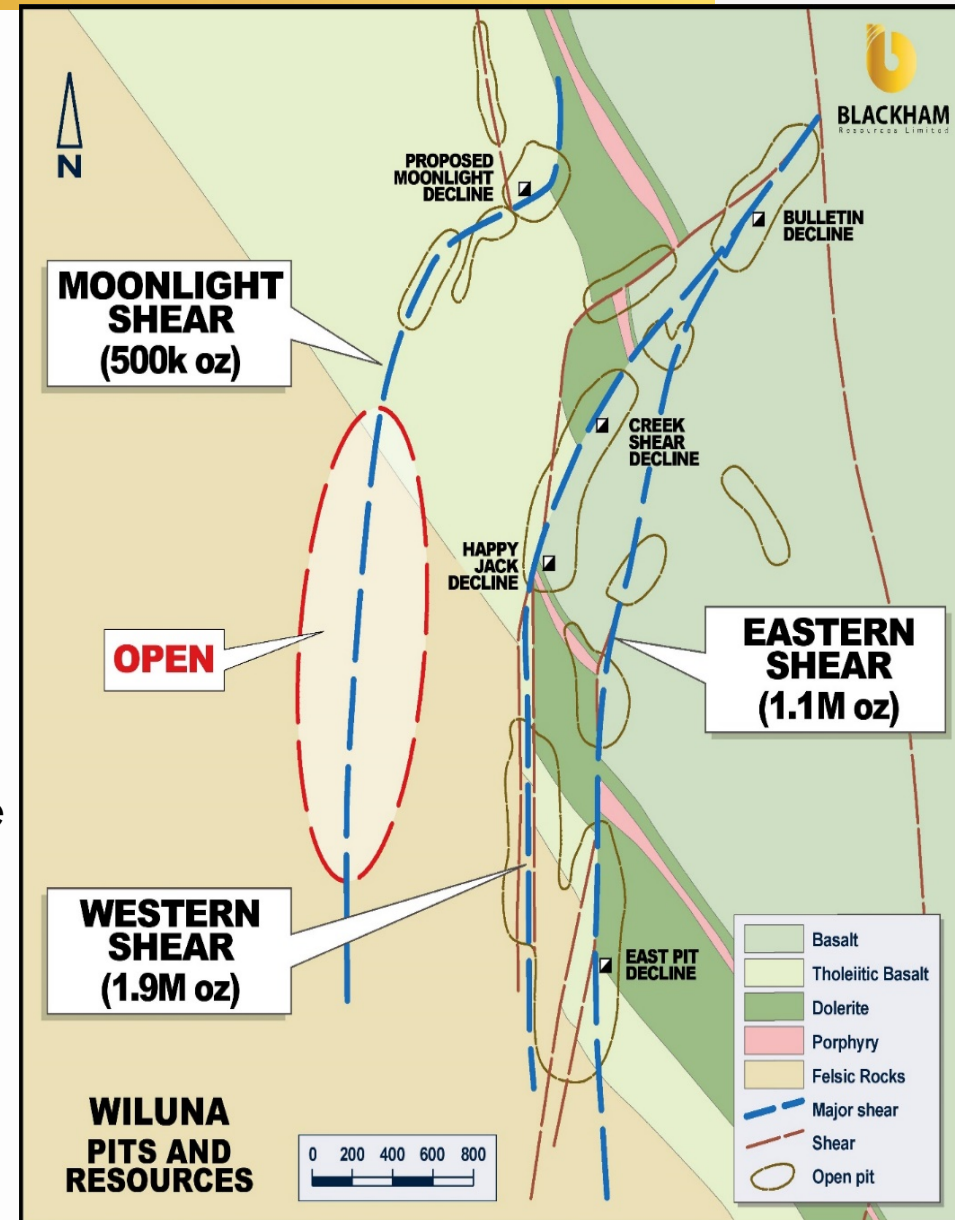 BLACKHAM
Resources Limited
N
PROPOSED
MOONLIGHT
DECLINE
BULLETIN
DECLINE
MOONLIGHT
SHEAR
(500k oz)
CREEK
SHEAR
DECLINE
HAPPY
JACK
DECLINE
OPEN
EASTERN
SHEAR
(1.1M oz)
e
WESTERN
SHEAR
(1.9M oz)
EAST PIT
DECLINE
WILUNA
PITS AND
RESOURCES
0 200 400 600 800
Basalt
Tholeiitic Basalt
Dolerite
Porphyry
Felsic Rocks
Major shear
Shear
Open pit